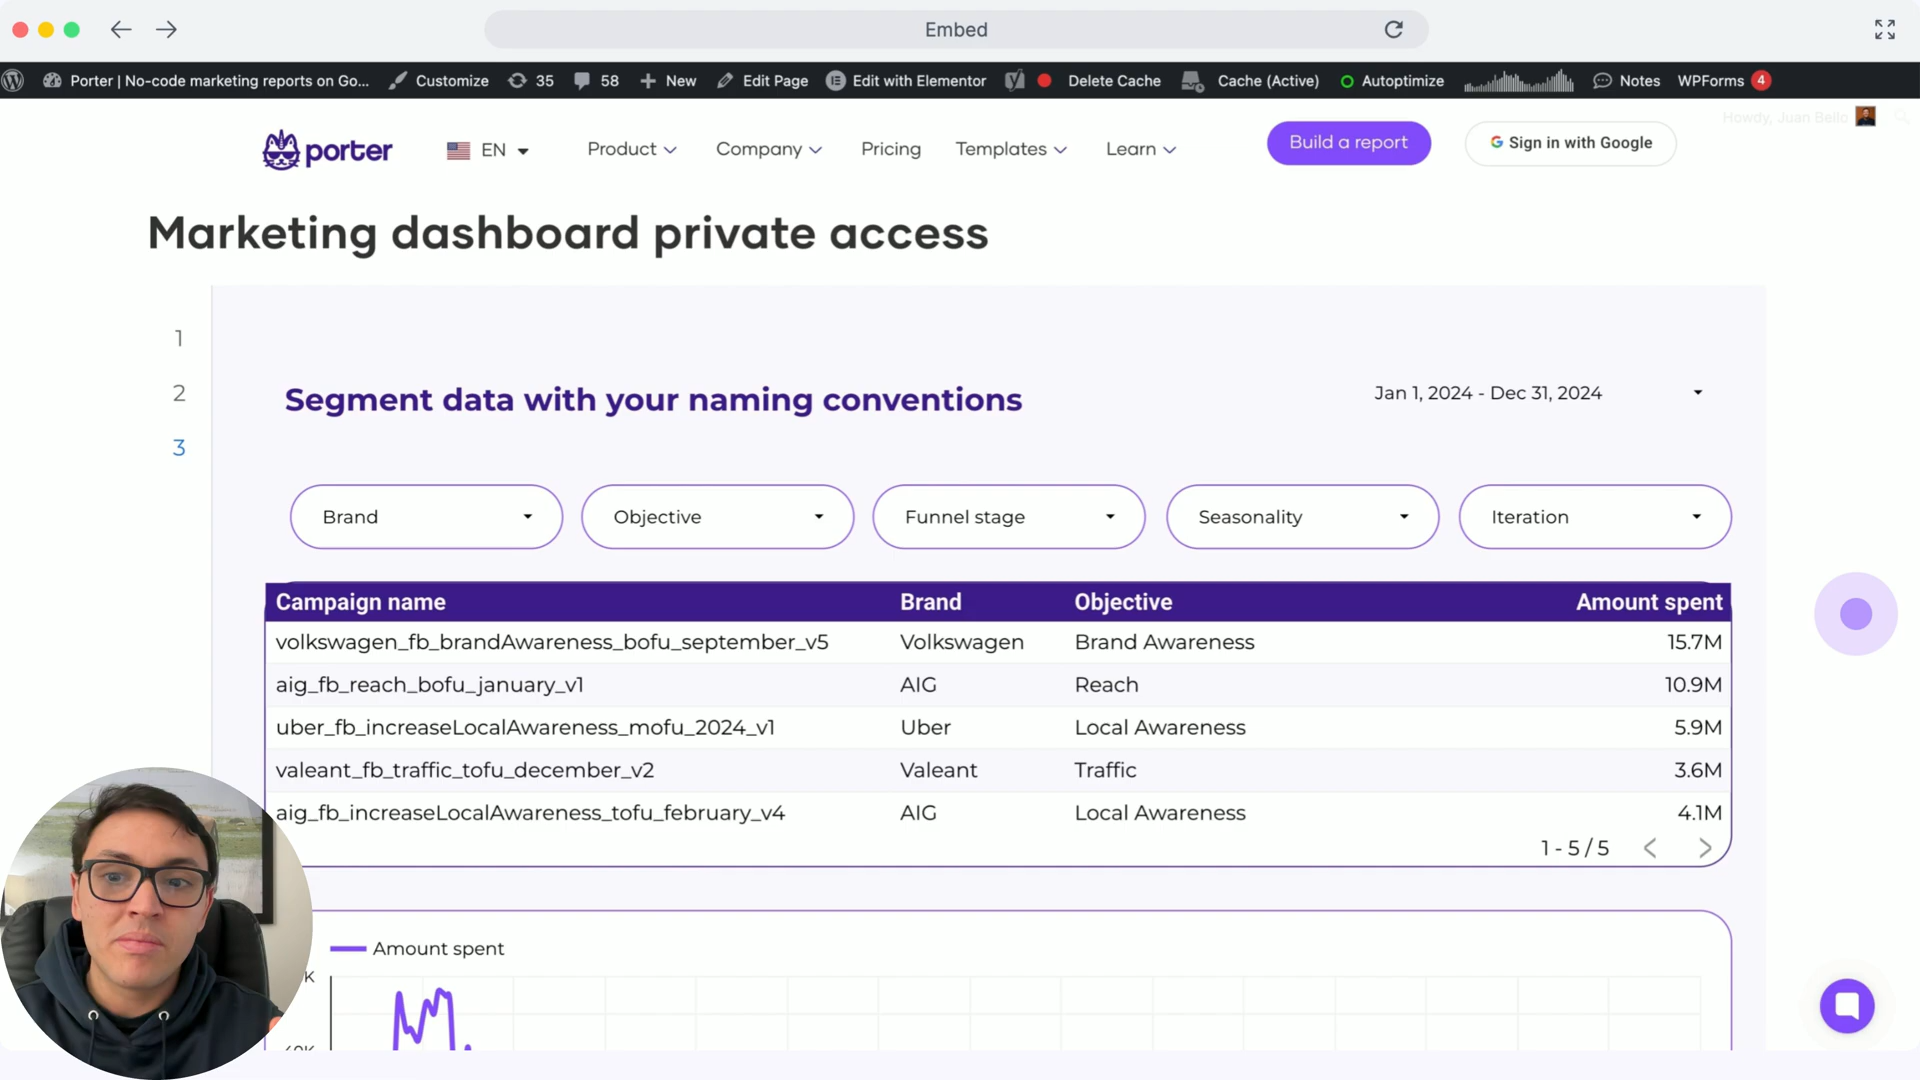 Embed
Porter | No-code marketing reports on Go... Customize 35 58 New Edit Page Edit with Elementor Delete Cache Cache (Active) Autoptimize Notes WPForms 4
Howdy, Juan Bello
porter EN Product Company Pricing Templates Learn Build a report Sign in with Google
Marketing dashboard private access
1
2
3
Segment data with your naming conventions
Jan 1, 2024 - Dec 31, 2024
Brand Objective Funnel stage Seasonality Iteration
Campaign name Brand Objective Amount spent
volkswagen_fb_brandAwareness_bofu_september_v5 Volkswagen Brand Awareness 15.7M
aig_fb_reach_bofu_january_v1 AIG Reach 10.9M
uber_fb_increaseLocalAwareness_mofu_2024_v1 Uber Local Awareness 5.9M
valeant_fb_traffic_tofu_december_v2 Valeant Traffic 3.6M
aig_fb_increaseLocalAwareness_tofu_february_v4 AIG Local Awareness 4.1M
1 - 5 / 5
Amount spent